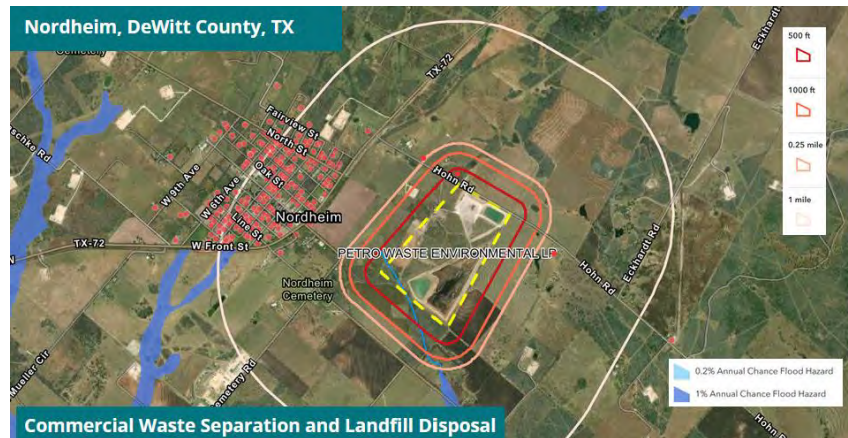 Nordheim, DeWitt County, TX
Cemetery
TX-72
Eckhardt Rd
500 ft
1000 ft
0.25 mile
1 mile
Fairview St
North St
W 9th Ave
W 6th Ave
Oak St
Line St
Nordheim
Hohn Rd
TX-72
W Front St
PETRO WASTE ENVIRONMENTAL LP
Eckhardt Rd
Hohn Rd
Nordheim
Cemetery
Mueller Cir
Cemetery Rd
0.2% Annual Chance Flood Hazard
1% Annual Chance Flood Hazard
Hohn Rd
Commercial Waste Separation and Landfill Disposal